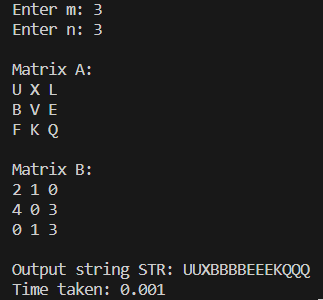 Enter m: 3
Enter n: 3
Matrix A:
U X L
B V E
F K Q
Matrix B:
2 1 0
4 0 3
0 1 3
Output string STR: UUXBBBBEEEKQQQ
Time taken: 0.001